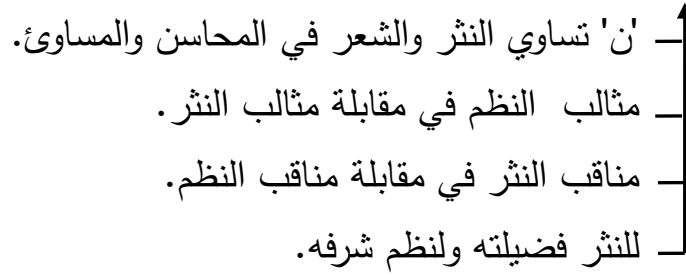 'ن' تساوي النثر والشعر في المحاسن والمساوئ.
مثالب النظم في مقابلة مثالب النثر.
مناقب النثر في مقابلة مناقب النظم.
للنثر فضيلته ولنظم شرفه.